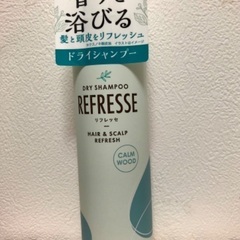 浴びる
髪と頭皮をリフレッシュ
ドライシャンプー
DRY SHAMPOO
REFRESSE
リフレッセ
HAIR & SCALP
REFRESH
CALM
WOOD